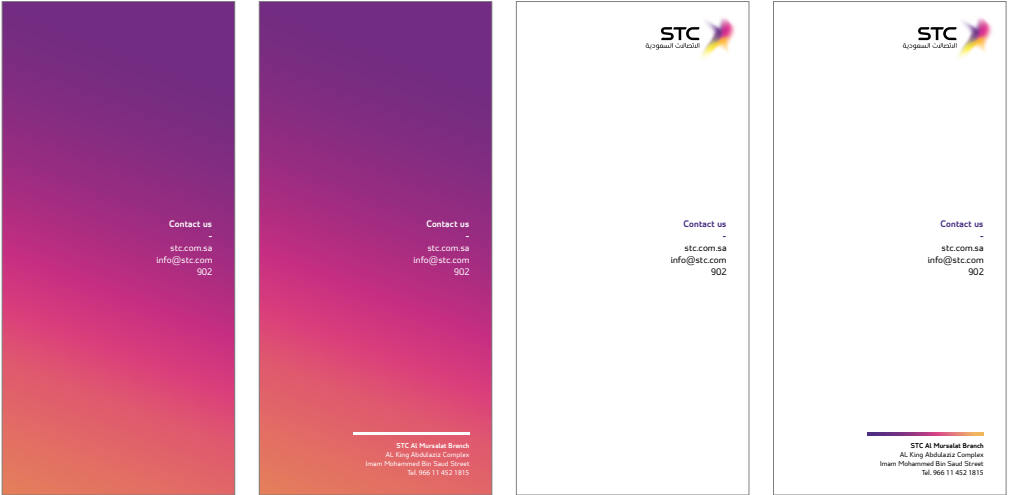 Contact us
-
stc.com.sa
info@stc.com
902
Contact us
-
stc.com.sa
info@stc.com
902
STC Al Mursalat Branch
AL King Abdulaziz Complex
Imam Mohammed Bin Saud Street
Tel. 966 11 452 1815
STC
الاتصالات السعودية
Contact us
-
stc.com.sa
info@stc.com
902
STC
الاتصالات السعودية
Contact us
-
stc.com.sa
info@stc.com
902
STC Al Mursalat Branch
AL King Abdulaziz Complex
Imam Mohammed Bin Saud Street
Tel. 966 11 452 1815